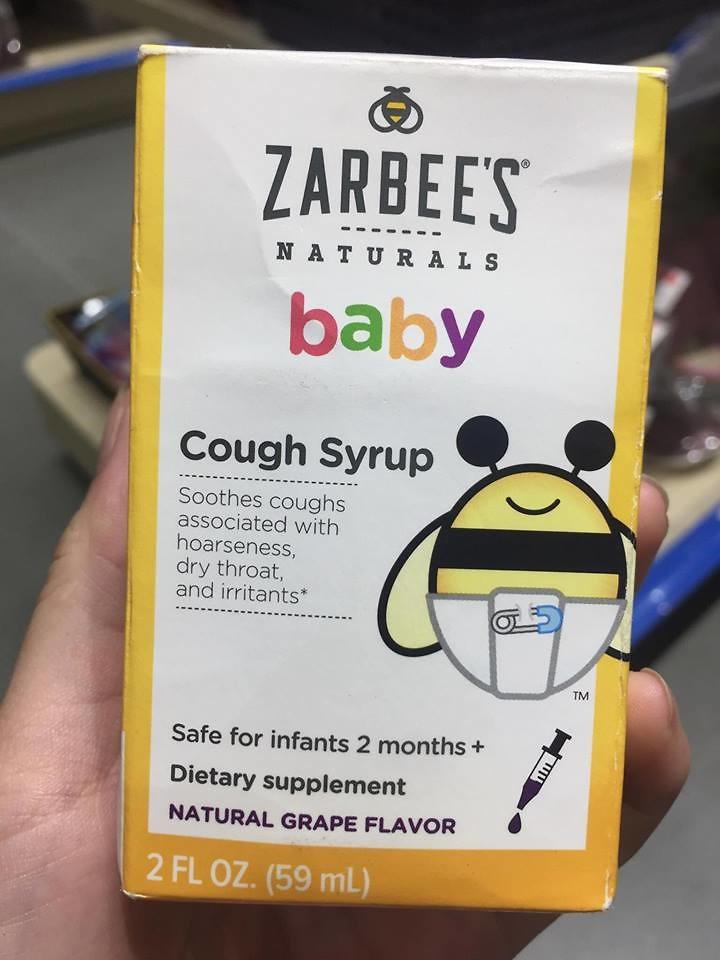 ZARBEE'S®
NATURALS
baby
Cough Syrup
Soothes coughs
associated with
hoarseness,
dry throat,
and irritants*
TM
Safe for infants 2 months +
Dietary supplement
NATURAL GRAPE FLAVOR
2 FL OZ. (59 mL)